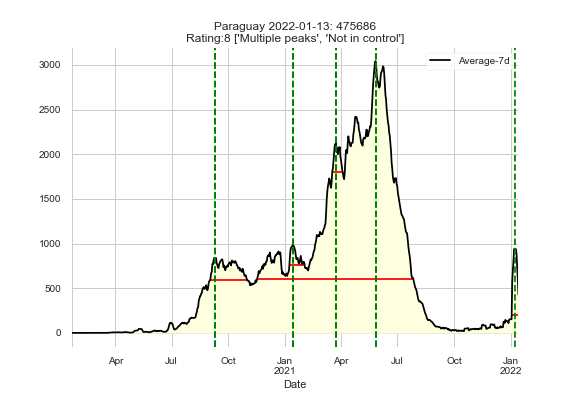 Paraguay 2022-01-13: 475686
Rating:8 ['Multiple peaks', 'Not in control']
Average-7d
3000
2500
2000
1500
1000
500
0
Apr Jul Oct Jan Apr Jul Oct Jan
2021 2022
Date